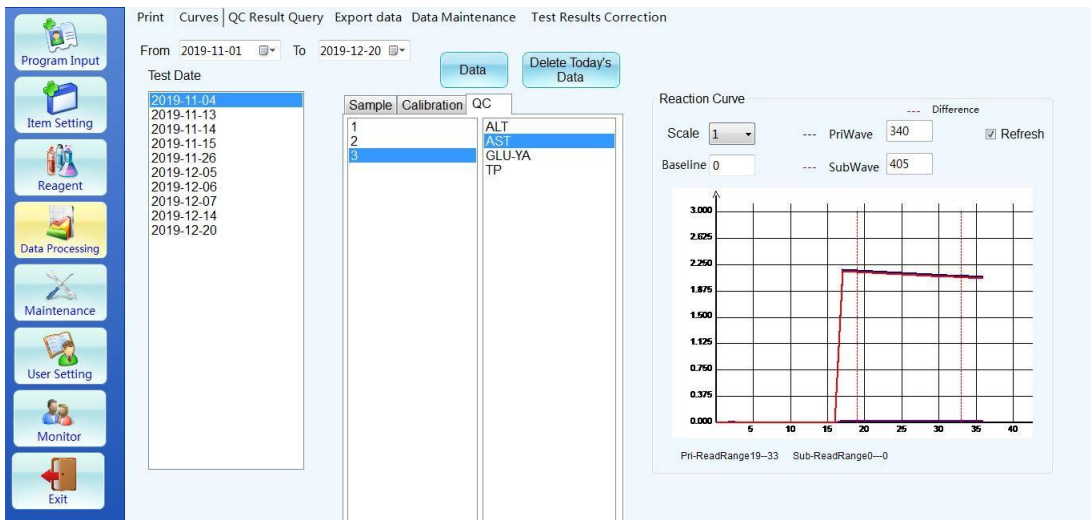 Print Curves QC Result Query Export data Data Maintenance Test Results Correction
Program Input
Item Setting
Reagent
Data Processing
Maintenance
User Setting
Monitor
Exit
From 2019-11-01 To 2019-12-20
Data
Delete Today's
Data
Test Date
2019-11-04
2019-11-13
2019-11-14
2019-11-15
2019-11-26
2019-12-05
2019-12-06
2019-12-07
2019-12-14
2019-12-20
Sample Calibration QC
1
2
3
ALT
AST
GLU-YA
TP
Reaction Curve
--- Difference
Scale 1 --- PriWave 340 Refresh
Baseline 0 --- SubWave 405
3.000
2.625
2.250
1.875
1.500
1.125
0.750
0.375
0.000
5 10 15 20 25 30 35 40
Pri-ReadRange19--33 Sub-ReadRange0---0